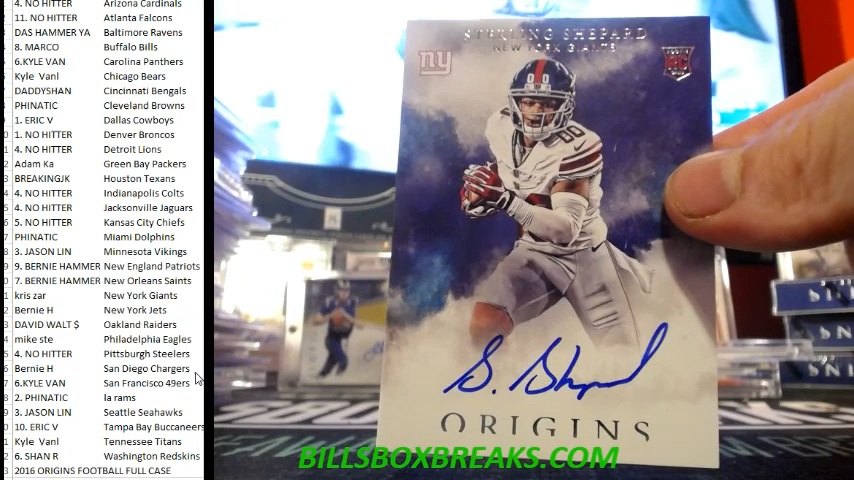 4. NO HITTER Arizona Cardinals
11. NO HITTER Atlanta Falcons
DAS HAMMER YA Baltimore Ravens
8. MARCO Buffalo Bills
6.KYLE VAN Carolina Panthers
Kyle Vanl Chicago Bears
DADDYSHAN Cincinnati Bengals
PHINATIC Cleveland Browns
1. ERIC V Dallas Cowboys
1. NO HITTER Denver Broncos
4. NO HITTER Detroit Lions
Adam Ka Green Bay Packers
BREAKINGJK Houston Texans
4. NO HITTER Indianapolis Colts
4. NO HITTER Jacksonville Jaguars
5. NO HITTER Kansas City Chiefs
PHINATIC Miami Dolphins
3. JASON LIN Minnesota Vikings
9. BERNIE HAMMER New England Patriots
7. BERNIE HAMMER New Orleans Saints
kris zar New York Giants
Bernie H New York Jets
DAVID WALT $ Oakland Raiders
mike ste Philadelphia Eagles
4. NO HITTER Pittsburgh Steelers
Bernie H San Diego Chargers
6.KYLE VAN San Francisco 49ers
2. PHINATIC la rams
3. JASON LIN Seattle Seahawks
10. ERIC V Tampa Bay Buccaneers
Kyle Vanl Tennessee Titans
6. SHAN R Washington Redskins
2016 ORIGINS FOOTBALL FULL CASE
STERLING SHEPARD
NEW YORK GIANTS
ny
RC
80
S. Shepard
ORIGINS
BILLSBOXBREAKS.COM